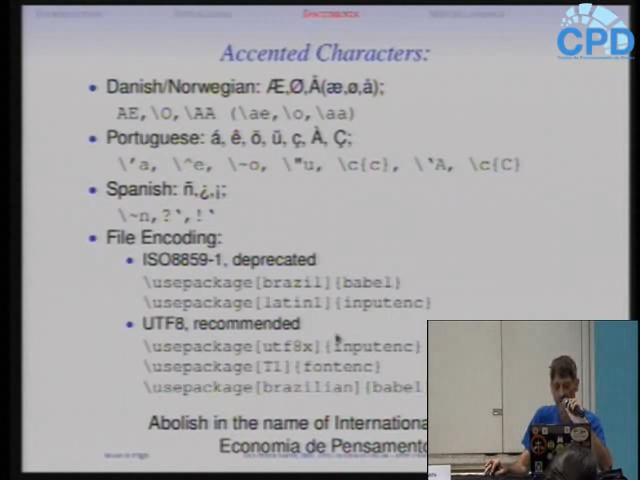 Accented Characters:
• Danish/Norwegian: Æ,Ø,Å(æ,ø,å);
AE,\O,\AA (\ae,\o,\aa)
• Portuguese: á, ê, õ, ü, ç, À, Ç;
\'a, \^e, \~o, \"u, \c{c}, \`A, \c{C}
• Spanish: ñ,¿,¡;
\~n,?`,!`
• File Encoding:
• ISO8859-1, deprecated
\usepackage[brazil]{babel}
\usepackage[latin1]{inputenc}
• UTF8, recommended
\usepackage[utf8x]{inputenc}
\usepackage[T1]{fontenc}
\usepackage[brazilian]{babel
Abolish in the name of Internationa
Economia de Pensamento
CPD